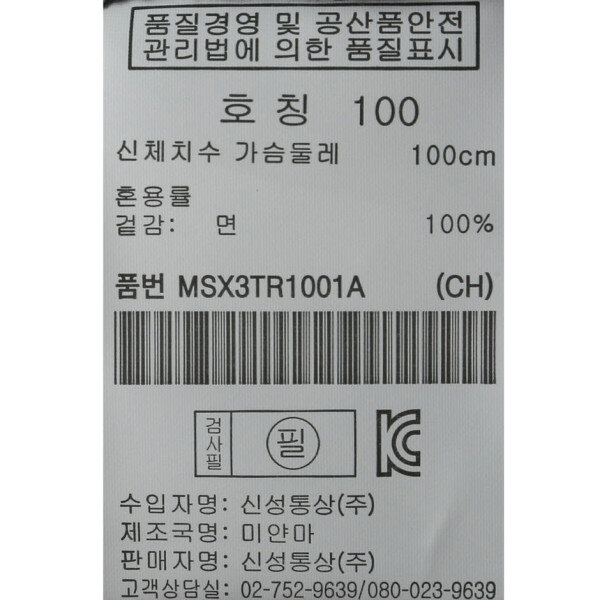 품질경영 및 공산품안전
관리법에 의한 품질표시
호 칭 100
신체치수 가슴둘레 100cm
혼용률
겉감: 면 100%
품번 MSX3TR1001A (CH)
검사필 필
수입자명: 신성통상(주)
제조국명: 미얀마
판매자명: 신성통상(주)
고객상담실: 02-752-9639/080-023-9639